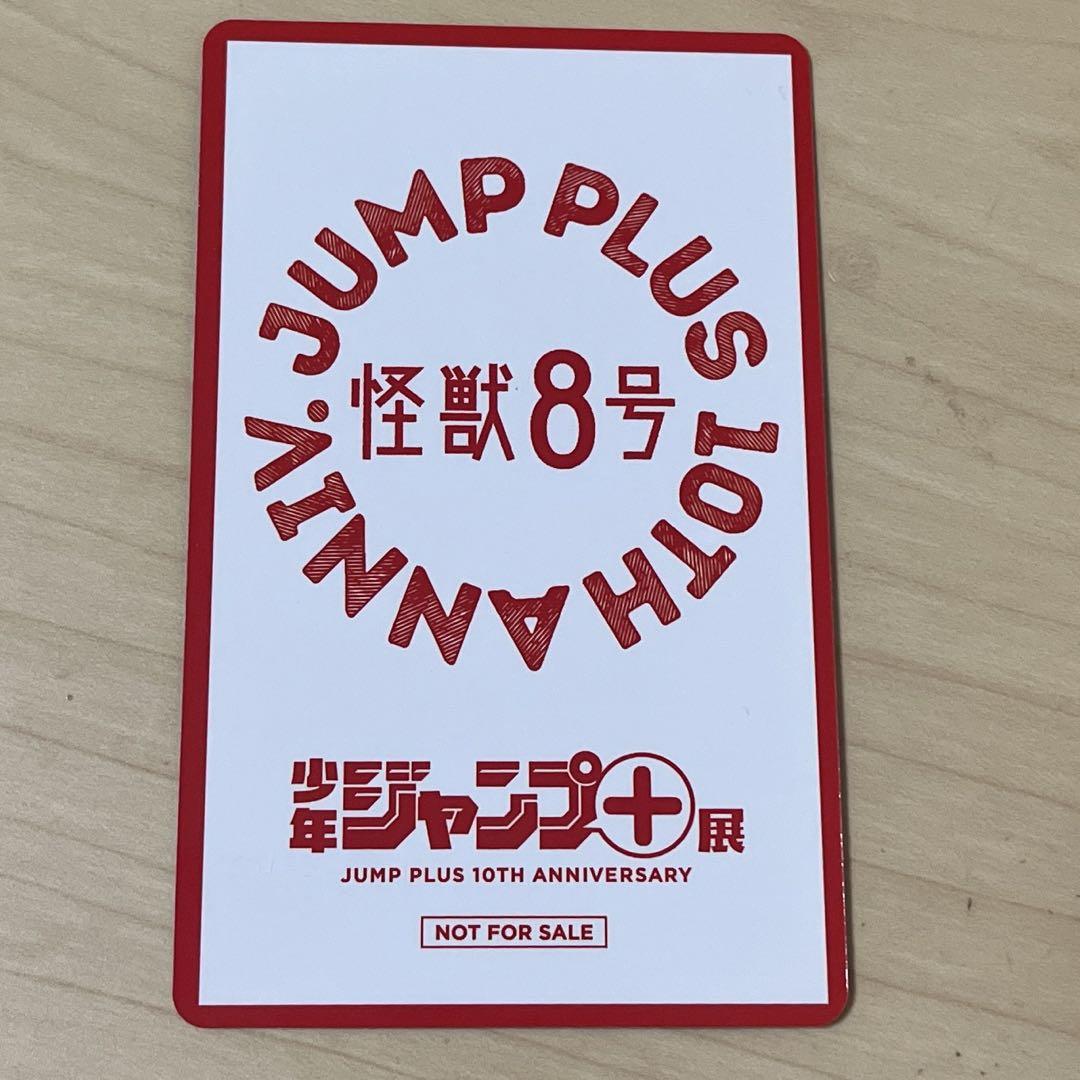 JUMP PLUS 10TH ANNIV.
怪獣8号
少年ジャンプ＋展
JUMP PLUS 10TH ANNIVERSARY
NOT FOR SALE